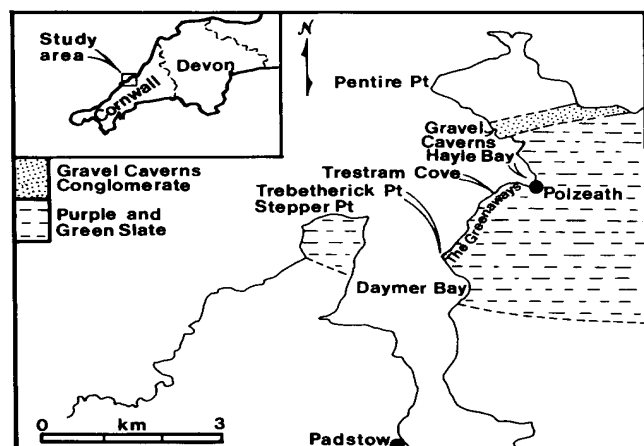 Study
area
Devon
Cornwall
N
Pentire Pt
Gravel
Caverns
Hayle Bay
Gravel Caverns
Conglomerate
Trestram Cove
Trebetherick Pt
Stepper Pt
Polzeath
Purple and
Green Slate
The Greenaways
Daymer Bay
0 km 3
Padstow